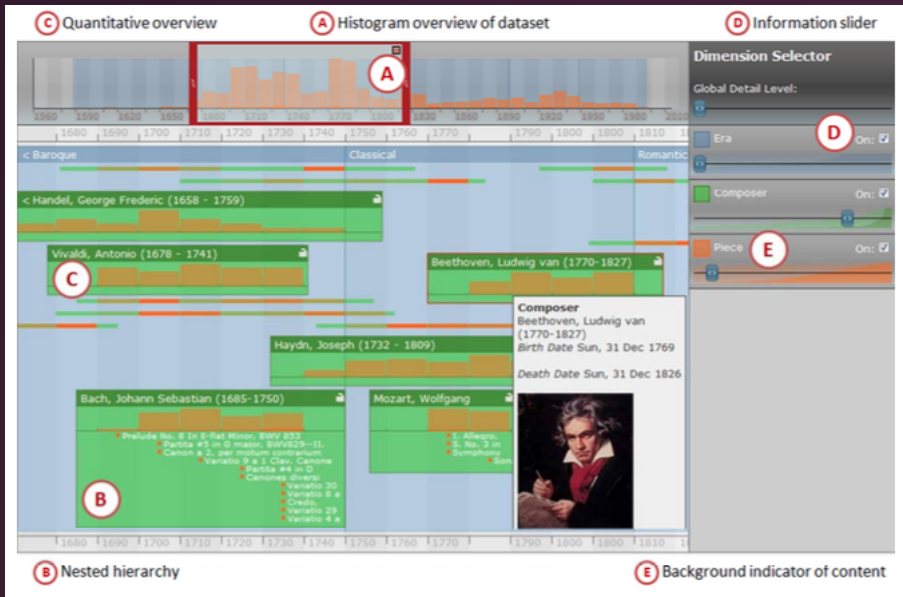 C Quantitative overview
A Histogram overview of dataset
D Information slider
A
1560 1590 1620 1650 1680 1710 1740 1770 1800 1830 1860 1890 1920 1950 1980 2010
1680 1690 1700 1710 1720 1730 1740 1750 1760 1770 1790 1800 1800 1810
Dimension Selector
Global Detail Level:
Era
D
On:
Composer
On:
Piece
E
On:
< Baroque
Classical
Romantic
< Handel, George Frederic (1658 - 1759)
Vivaldi, Antonio (1678 - 1741)
C
Beethoven, Ludwig van (1770-1827)
Composer
Beethoven, Ludwig van
(1770-1827)
Birth Date Sun, 31 Dec 1769
Death Date Sun, 31 Dec 1826
Haydn, Joseph (1732 - 1809)
Bach, Johann Sebastian (1685-1750)
Prelude No. 8 In E-flat Minor, BWV 853
Partita #5 in G major, BWV829--II.
Canon a 2, per motum contrarium
Variatio 9 a 1 Clav. Canone
Partita #4 in D
Canones diversi
Variatio 30
Variatio 8 a
Credo,
Variatio 29
Variatio 4 a
B
Mozart, Wolfgang
I. Allegro,
S. No. 3 in
Symphony
Son
1680 1690 1700 1710 1720 1730 1740 1750 1760 1770 1790 1800 1800 1810
B Nested hierarchy
E Background indicator of content